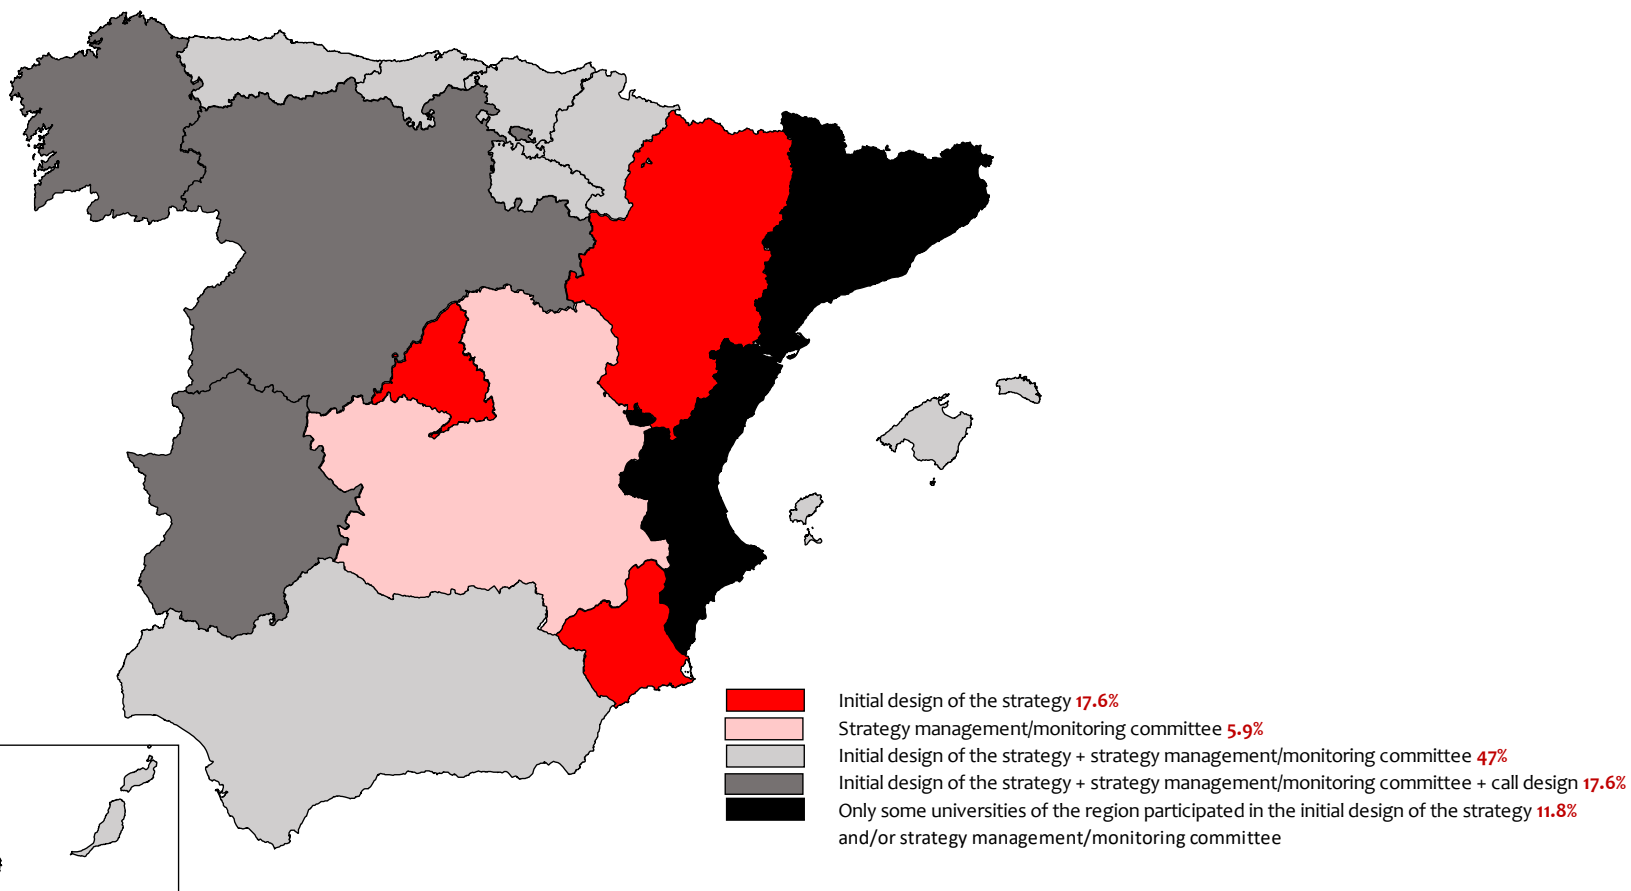 Initial design of the strategy 17.6%
Strategy management/monitoring committee 5.9%
Initial design of the strategy + strategy management/monitoring committee 47%
Initial design of the strategy + strategy management/monitoring committee + call design 17.6%
Only some universities of the region participated in the initial design of the strategy 11.8%
and/or strategy management/monitoring committee